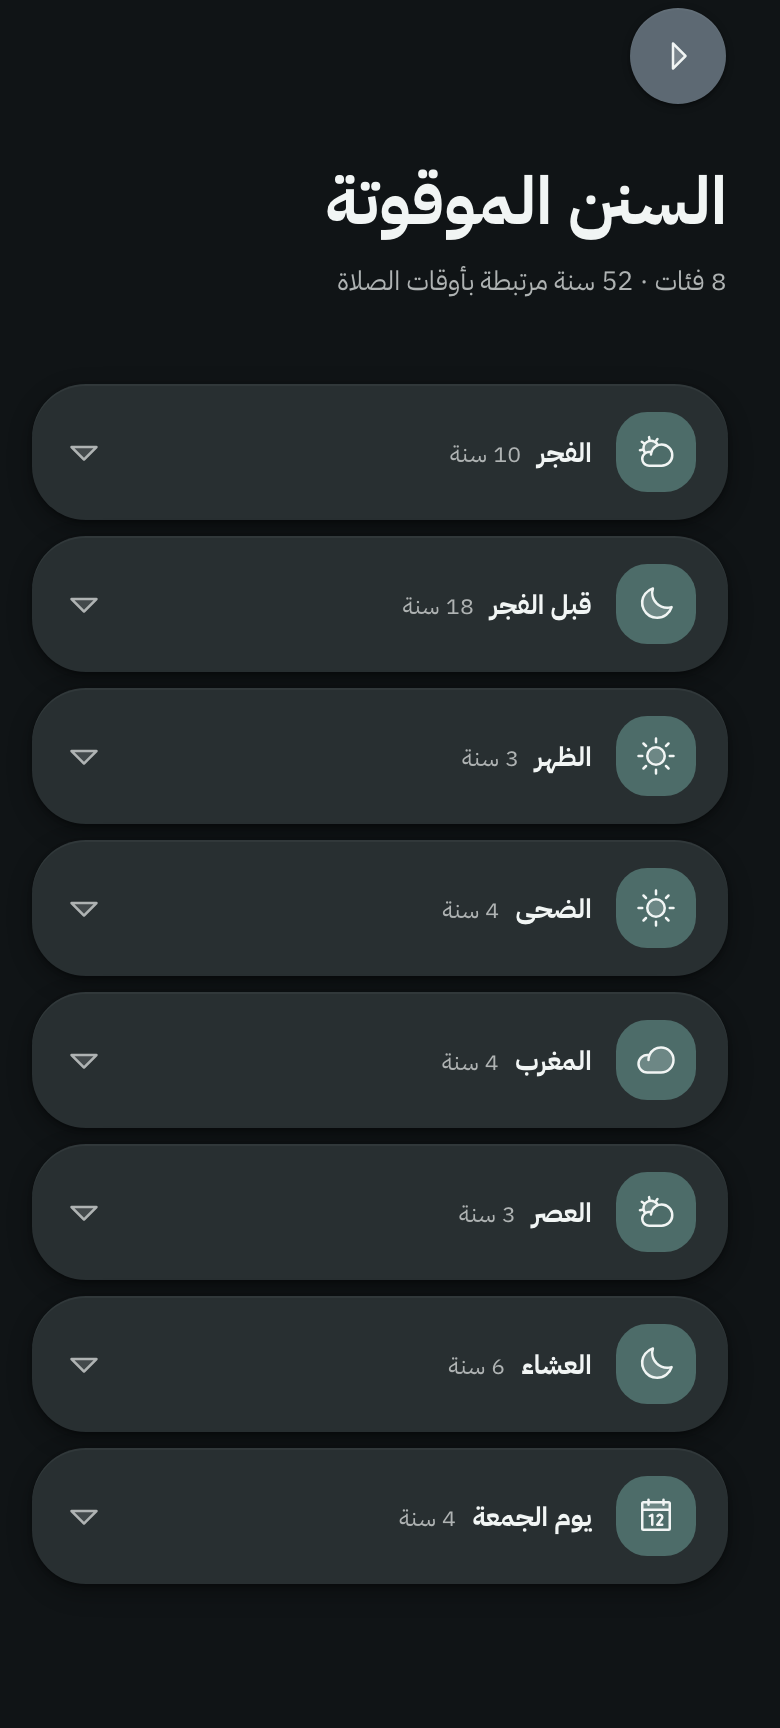 السنن الموقوتة
8 فئات · 52 سنة مرتبطة بأوقات الصلاة
الفجر 10 سنة
قبل الفجر 18 سنة
الظهر 3 سنة
الضحى 4 سنة
المغرب 4 سنة
العصر 3 سنة
العشاء 6 سنة
12
يوم الجمعة 4 سنة